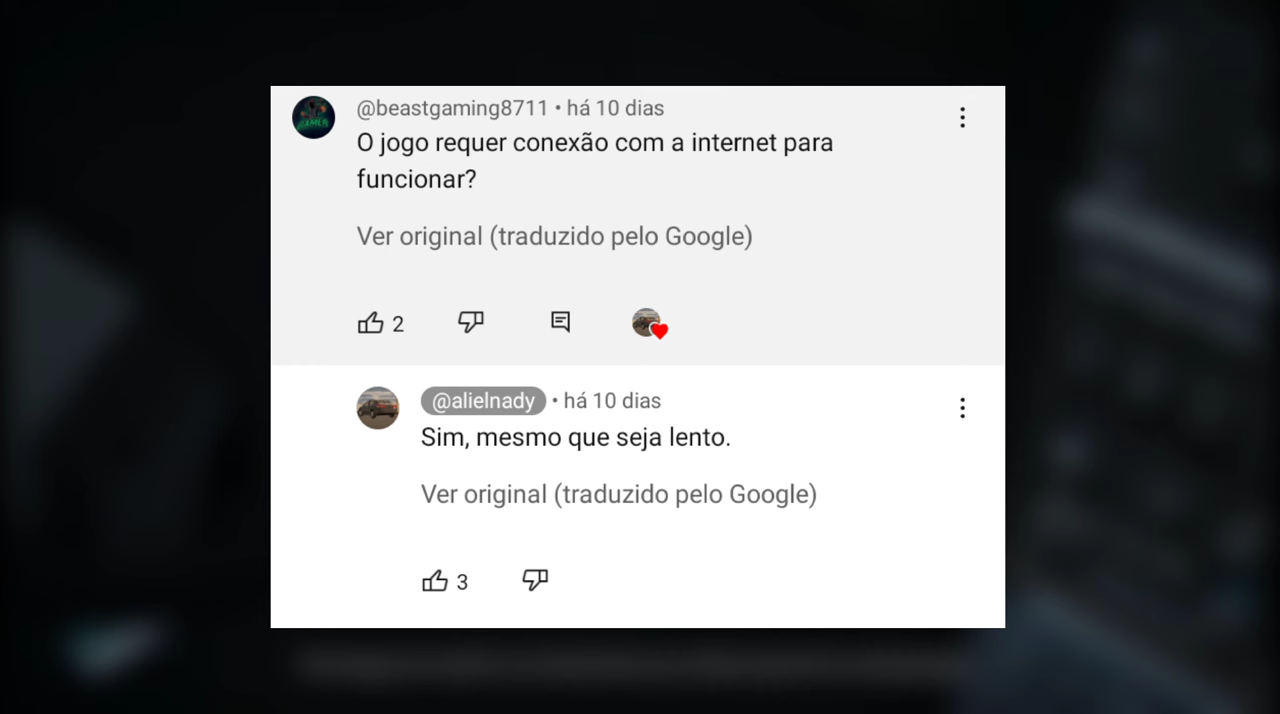 @beastgaming8711 • há 10 dias
O jogo requer conexão com a internet para
funcionar?
Ver original (traduzido pelo Google)
2
@alielnady • há 10 dias
Sim, mesmo que seja lento.
Ver original (traduzido pelo Google)
3